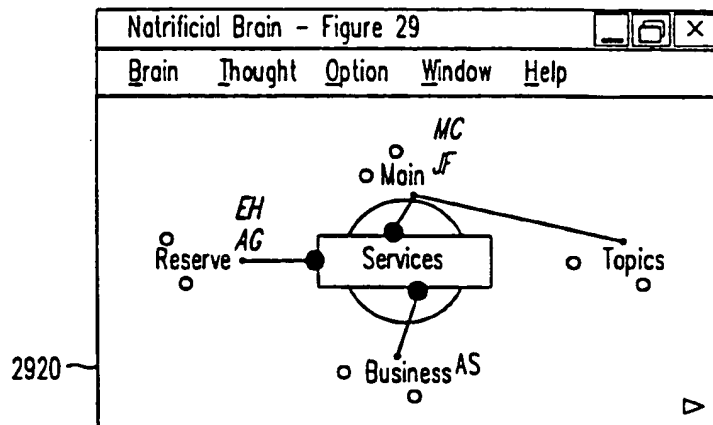 Natrificial Brain - Figure 29
Brain Thought Option Window Help
MC
Main JF
EH
AG
Reserve
Services
Topics
2920
Business AS